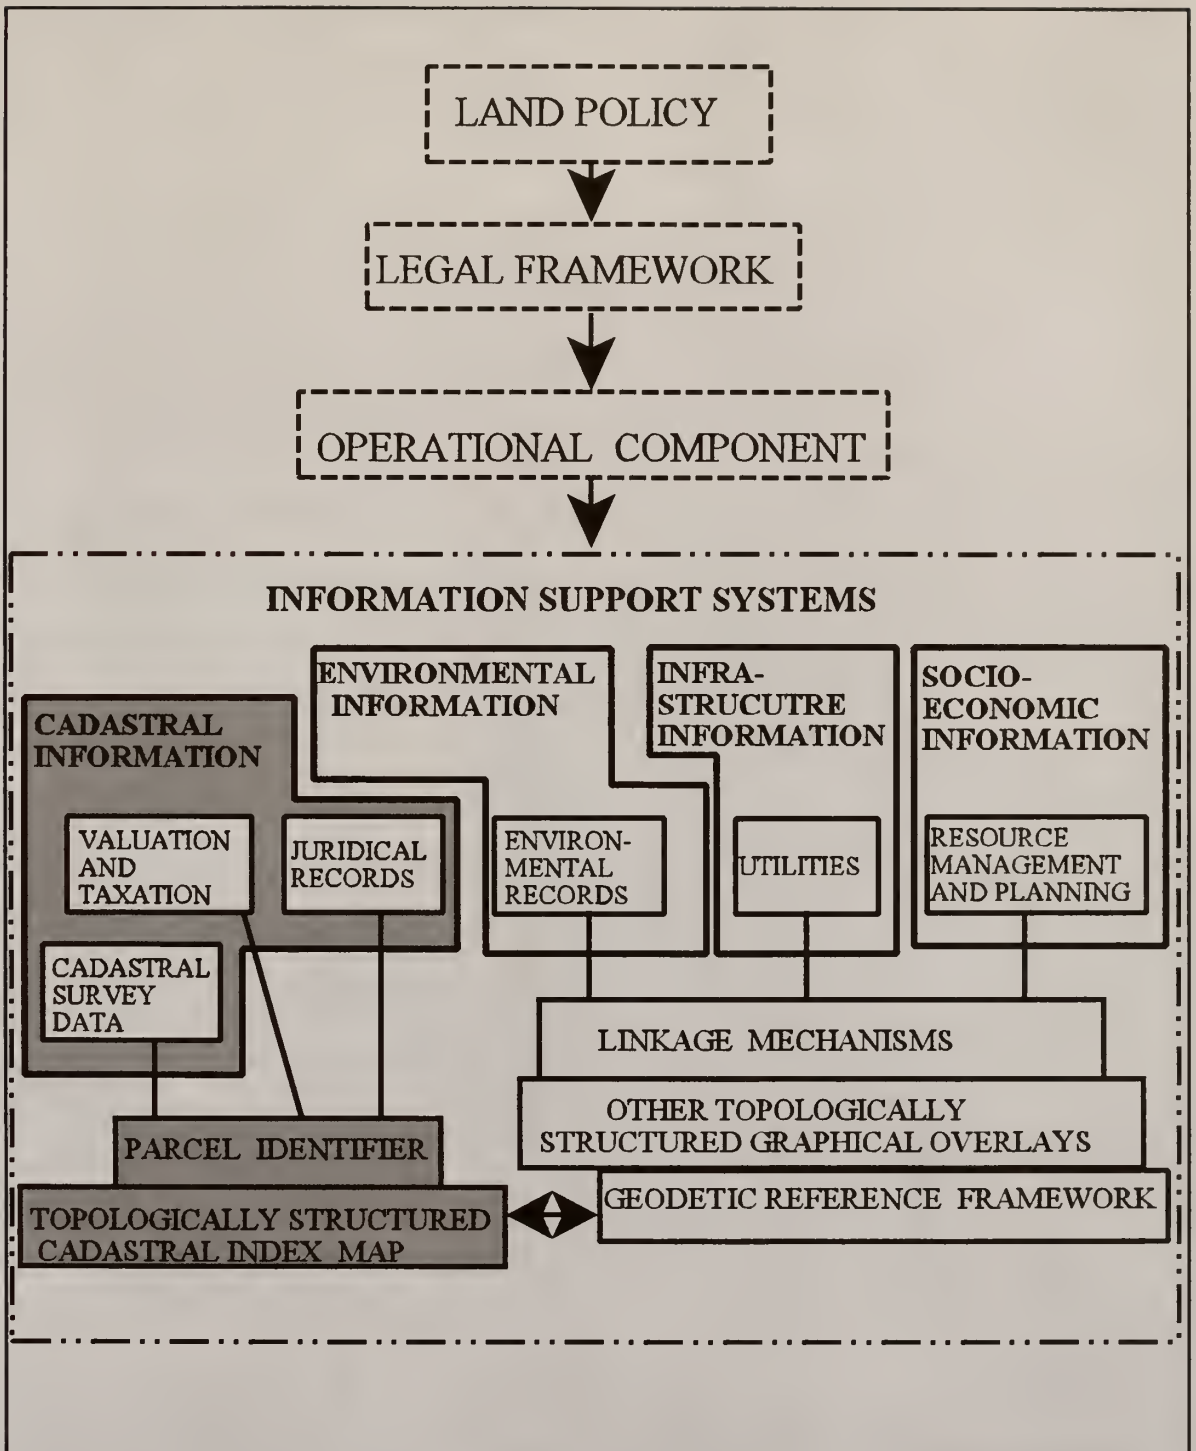 LAND POLICY
LEGAL FRAMEWORK
OPERATIONAL COMPONENT
INFORMATION SUPPORT SYSTEMS
CADASTRAL
INFORMATION
VALUATION
AND
TAXATION
JURIDICAL
RECORDS
CADASTRAL
SURVEY
DATA
ENVIRONMENTAL
INFORMATION
ENVIRON-
MENTAL
RECORDS
INFRA-
STRUCUTRE
INFORMATION
UTILITIES
SOCIO-
ECONOMIC
INFORMATION
RESOURCE
MANAGEMENT
AND PLANNING
LINKAGE MECHANISMS
OTHER TOPOLOGICALLY
STRUCTURED GRAPHICAL OVERLAYS
PARCEL IDENTIFIER
TOPOLOGICALLY STRUCTURED
CADASTRAL INDEX MAP
GEODETIC REFERENCE FRAMEWORK